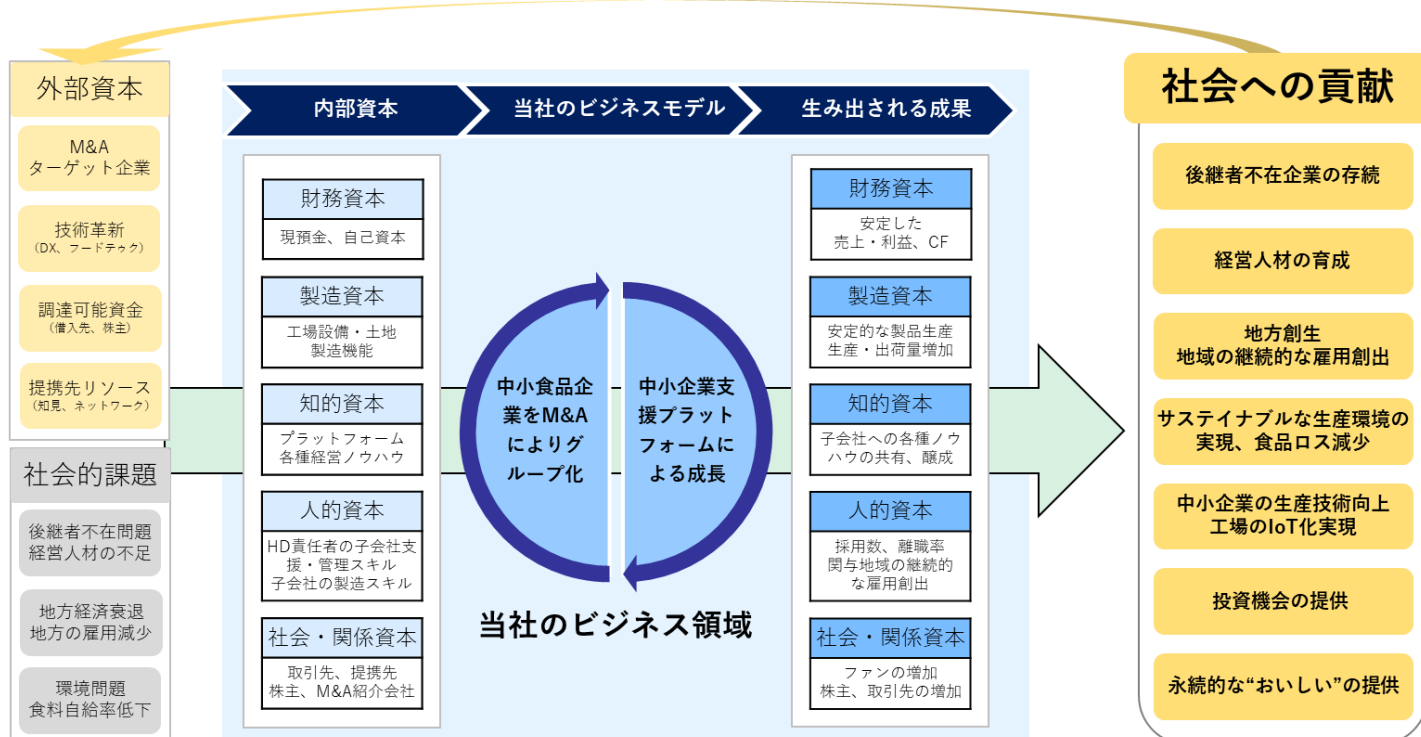 外部資本
M&A
ターゲット企業
技術革新
(DX、フードテゥク)
調達可能資金
(借入先、株主)
提携先リソース
(知見、ネットワーク)
社会的課題
後継者不在問題
経営人材の不足
地方経済衰退
地方の雇用減少
環境問題
食料自給率低下
内部資本
当社のビジネスモデル
生み出される成果
財務資本
現預金、自己資本
製造資本
工場設備・土地
製造機能
知的資本
プラットフォーム
各種経営ノウハウ
人的資本
HD責任者の子会社支
援・管理スキル
子会社の製造スキル
社会・関係資本
取引先、提携先
株主、M&A紹介会社
中小食品企
業をM&A
によりグ
ループ化
中小企業支
援プラット
フォームに
よる成長
当社のビジネス領域
財務資本
安定した
売上・利益、CF
製造資本
安定的な製品生産
生産・出荷量増加
知的資本
子会社への各種ノウ
ハウの共有、醸成
人的資本
採用数、離職率
関与地域の継続的
な雇用創出
社会・関係資本
ファンの増加
株主、取引先の増加
社会への貢献
後継者不在企業の存続
経営人材の育成
地方創生
地域の継続的な雇用創出
サステイナブルな生産環境の
実現、食品ロス減少
中小企業の生産技術向上
工場のIoT化実現
投資機会の提供
永続的な“おいしい”の提供